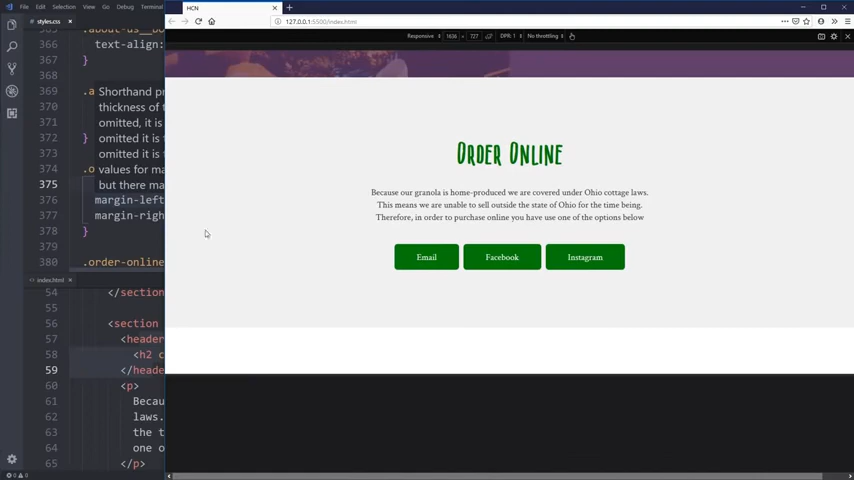 File Edit Selection View Go Debug Terminal
HCN
styles.css
127.0.0.1:5500/index.html
Responsive 1636 × 727 DPR: 1 No throttling
366 text-align:
367 }
368
369 .a
370
371
372 }
373
374 .o
375
376 margin-left
377 margin-righ
378 }
379
380 .order-online
Shorthand pr
thickness of t
omitted, it is
omitted it is t
omitted it is t
values for ma
but there ma
Order Online
Because our granola is home-produced we are covered under Ohio cottage laws.
This means we are unable to sell outside the state of Ohio for the time being.
Therefore, in order to purchase online you have use one of the options below
Email Facebook Instagram
index.html
54 </section
55
56 <section
57 <header
58 <h2 c
59 </heade
60 <p>
61 Becau
62 laws.
63 the t
64 one o
65 </p>
0 0